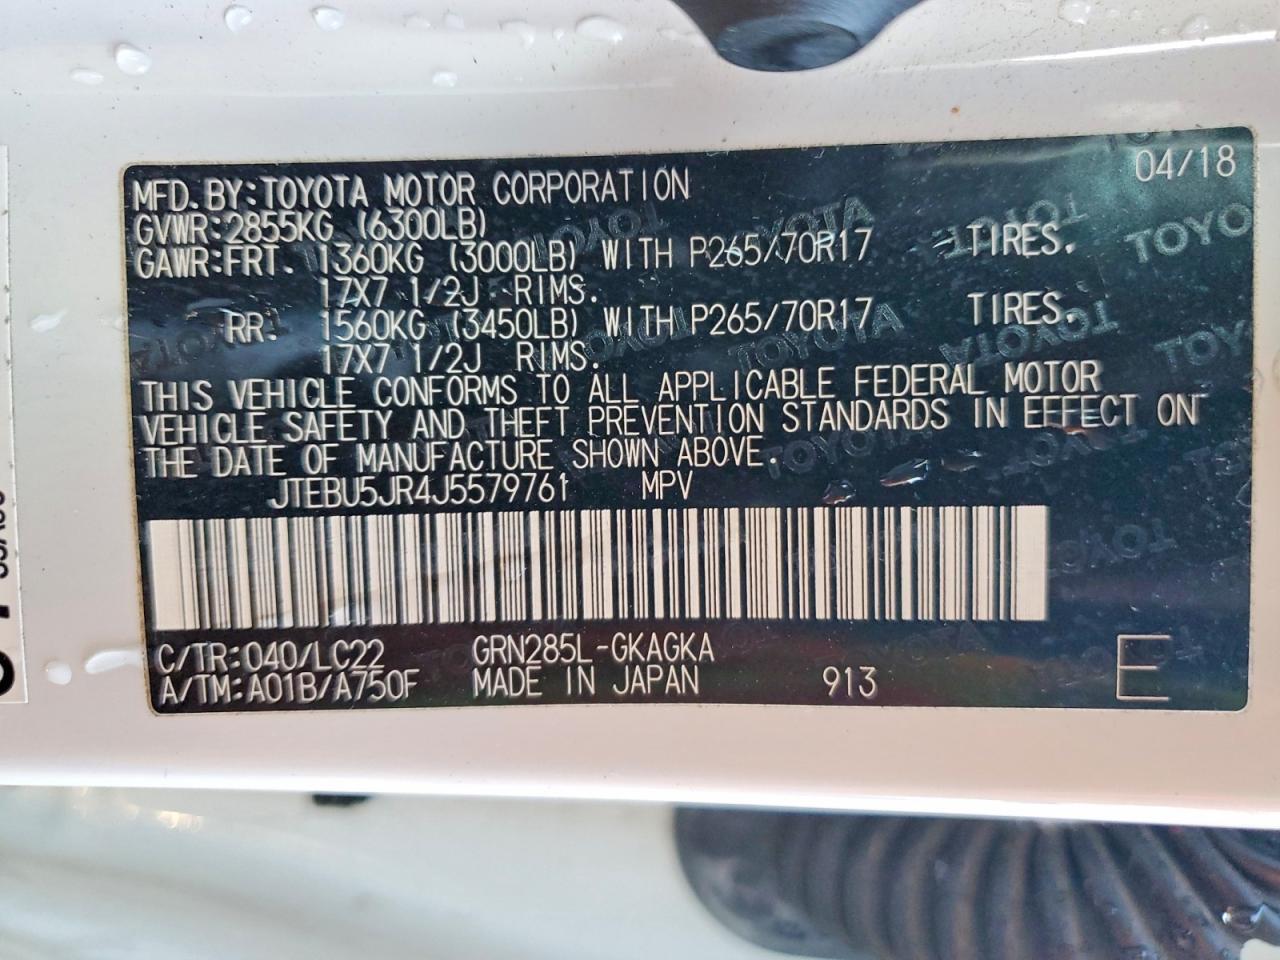 04/18
MFD. BY: TOYOTA MOTOR CORPORATION
GVWR: 2855KG (6300LB)
GAWR: FRT. 1360KG (3000LB) WITH P265/70R17 TIRES.
17X7 1/2J RIMS.
RR. 1560KG (3450LB) WITH P265/70R17 TIRES.
17X7 1/2J RIMS.
THIS VEHICLE CONFORMS TO ALL APPLICABLE FEDERAL MOTOR
VEHICLE SAFETY AND THEFT PREVENTION STANDARDS IN EFFECT ON
THE DATE OF MANUFACTURE SHOWN ABOVE.
JTEBU5JR4J5579761 MPV
C/TR: 040/LC22 GRN285L-GKAGKA
A/TM: A01B/A750F MADE IN JAPAN 913 E